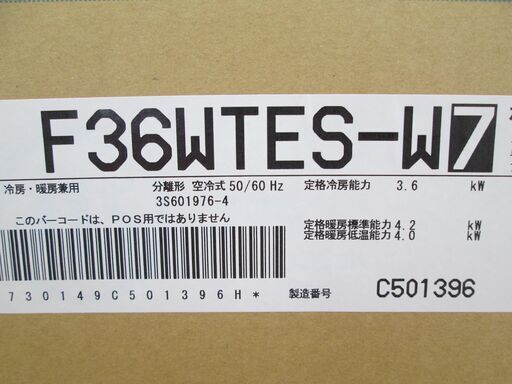 F36WTES-W7
冷房・暖房兼用 分離形 空冷式 50/60 Hz 定格冷房能力 3.6 kW
3S601976-4
このバーコードは、POS用ではありません
定格暖房標準能力 4.2 kW
定格暖房低温能力 4.0 kW
730149C501396H*
製造番号 C501396